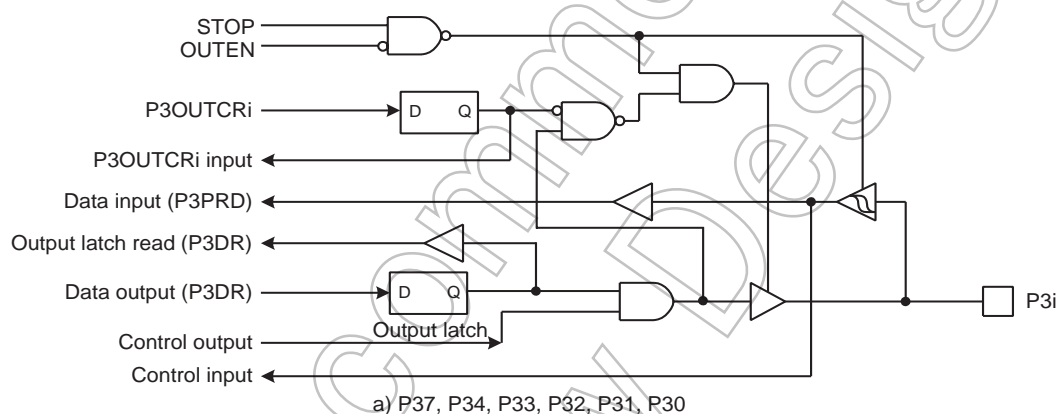 STOP
OUTEN
P3OUTCRi
D Q
P3OUTCRi input
Data input (P3PRD)
Output latch read (P3DR)
Data output (P3DR)
D Q
P3i
Output latch
Control output
Control input
a) P37, P34, P33, P32, P31, P30